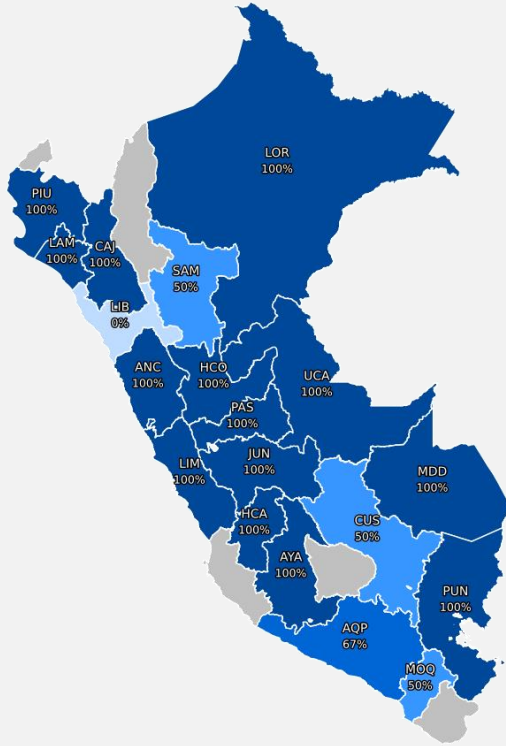 LOR
100%
PIU
100%
LAM
100%
CAJ
100%
SAM
50%
LIB
0%
ANC
100%
HCO
100%
UCA
100%
PAS
100%
JUN
100%
LIM
100%
MDD
100%
HCA
100%
CUS
50%
AYA
100%
PUN
100%
AQP
67%
MOQ
50%